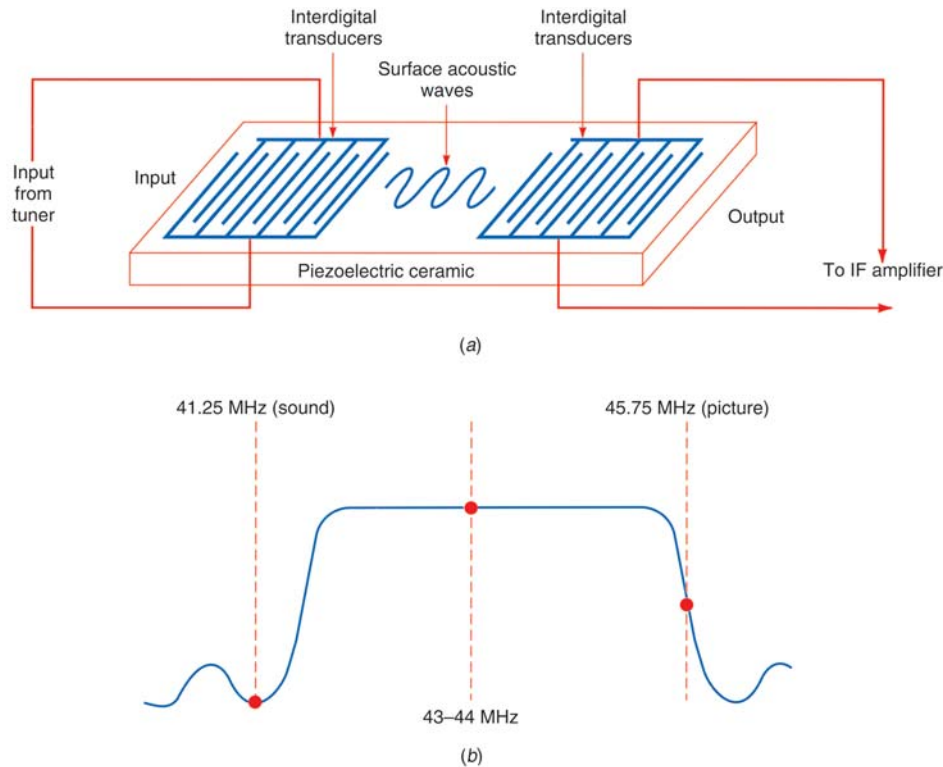 Interdigital
transducers
Interdigital
transducers
Surface acoustic
waves
Input
from
tuner
Input
Output
Piezoelectric ceramic
To IF amplifier
(a)
41.25 MHz (sound)
45.75 MHz (picture)
43–44 MHz
(b)